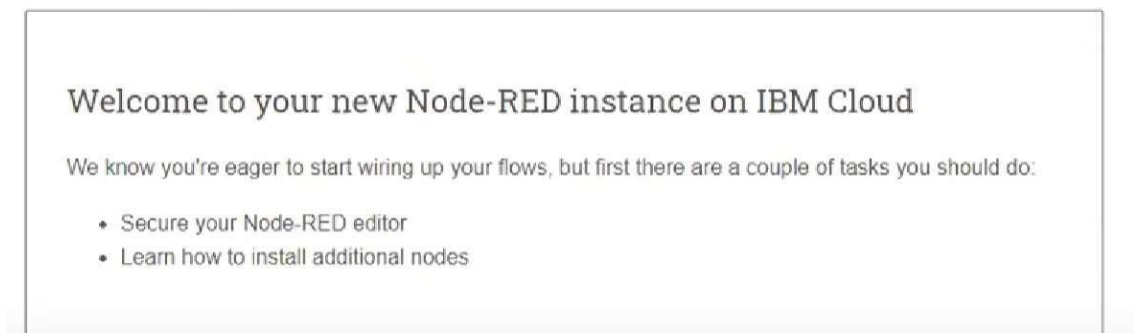 Welcome to your new Node-RED instance on IBM Cloud
We know you're eager to start wiring up your flows, but first there are a couple of tasks you should do:
• Secure your Node-RED editor
• Learn how to install additional nodes